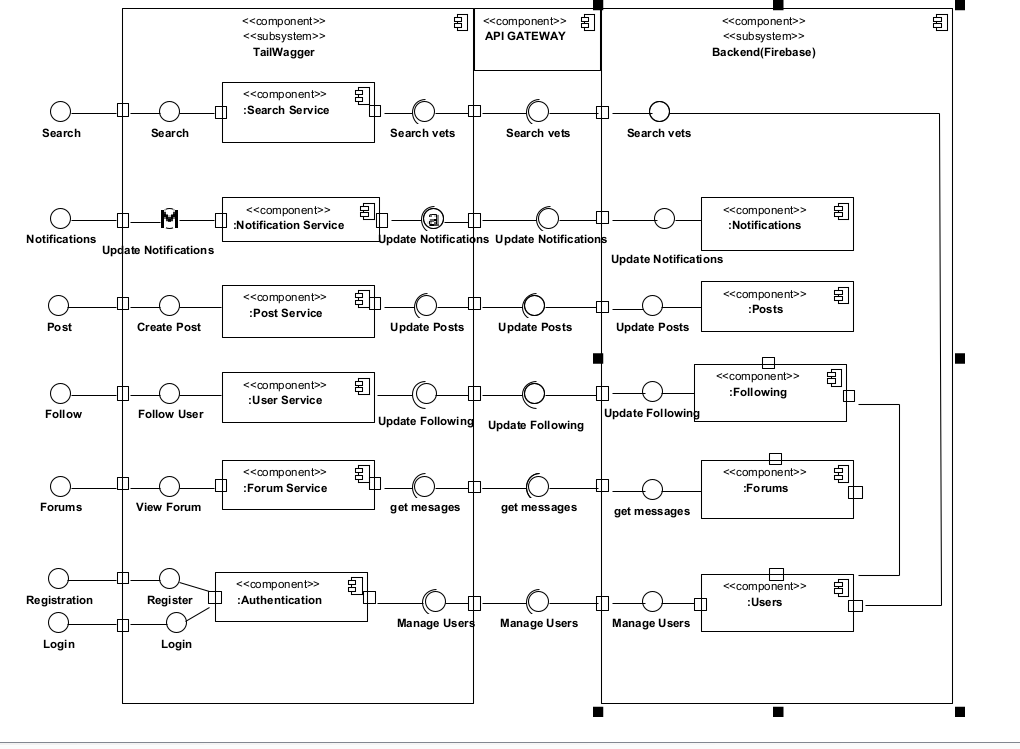 <<component>>
<<subsystem>>
TailWagger
<<component>>
API GATEWAY
<<component>>
<<subsystem>>
Backend(Firebase)
<<component>>
:Search Service
Search
Search
Search vets
Search vets
Search vets
<<component>>
:Notification Service
<<component>>
:Notifications
M
a
Notifications
Update Notifications
Update Notifications
Update Notifications
Update Notifications
<<component>>
:Post Service
<<component>>
:Posts
Post
Create Post
Update Posts
Update Posts
Update Posts
<<component>>
:User Service
<<component>>
:Following
Follow
Follow User
Update Following
Update Following
Update Following
<<component>>
:Forum Service
<<component>>
:Forums
Forums
View Forum
get mesages
get messages
get messages
<<component>>
:Authentication
<<component>>
:Users
Registration
Register
Manage Users
Manage Users
Manage Users
Login
Login